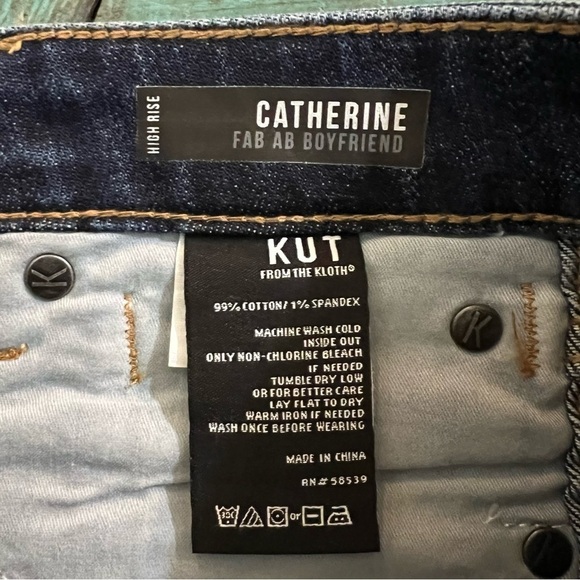 HIGH RISE
CATHERINE
FAB AB BOYFRIEND
KUT
FROM THE KLOTH®
99% COTTON/1% SPANDEX
MACHINE WASH COLD
INSIDE OUT
ONLY NON-CHLORINE BLEACH
IF NEEDED
TUMBLE DRY LOW
OR FOR BETTER CARE
LAY FLAT TO DRY
WARM IRON IF NEEDED
WASH ONCE BEFORE WEARING
MADE IN CHINA
RN# 58539
or
K
K
K